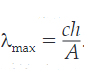 λmax = ch/A.